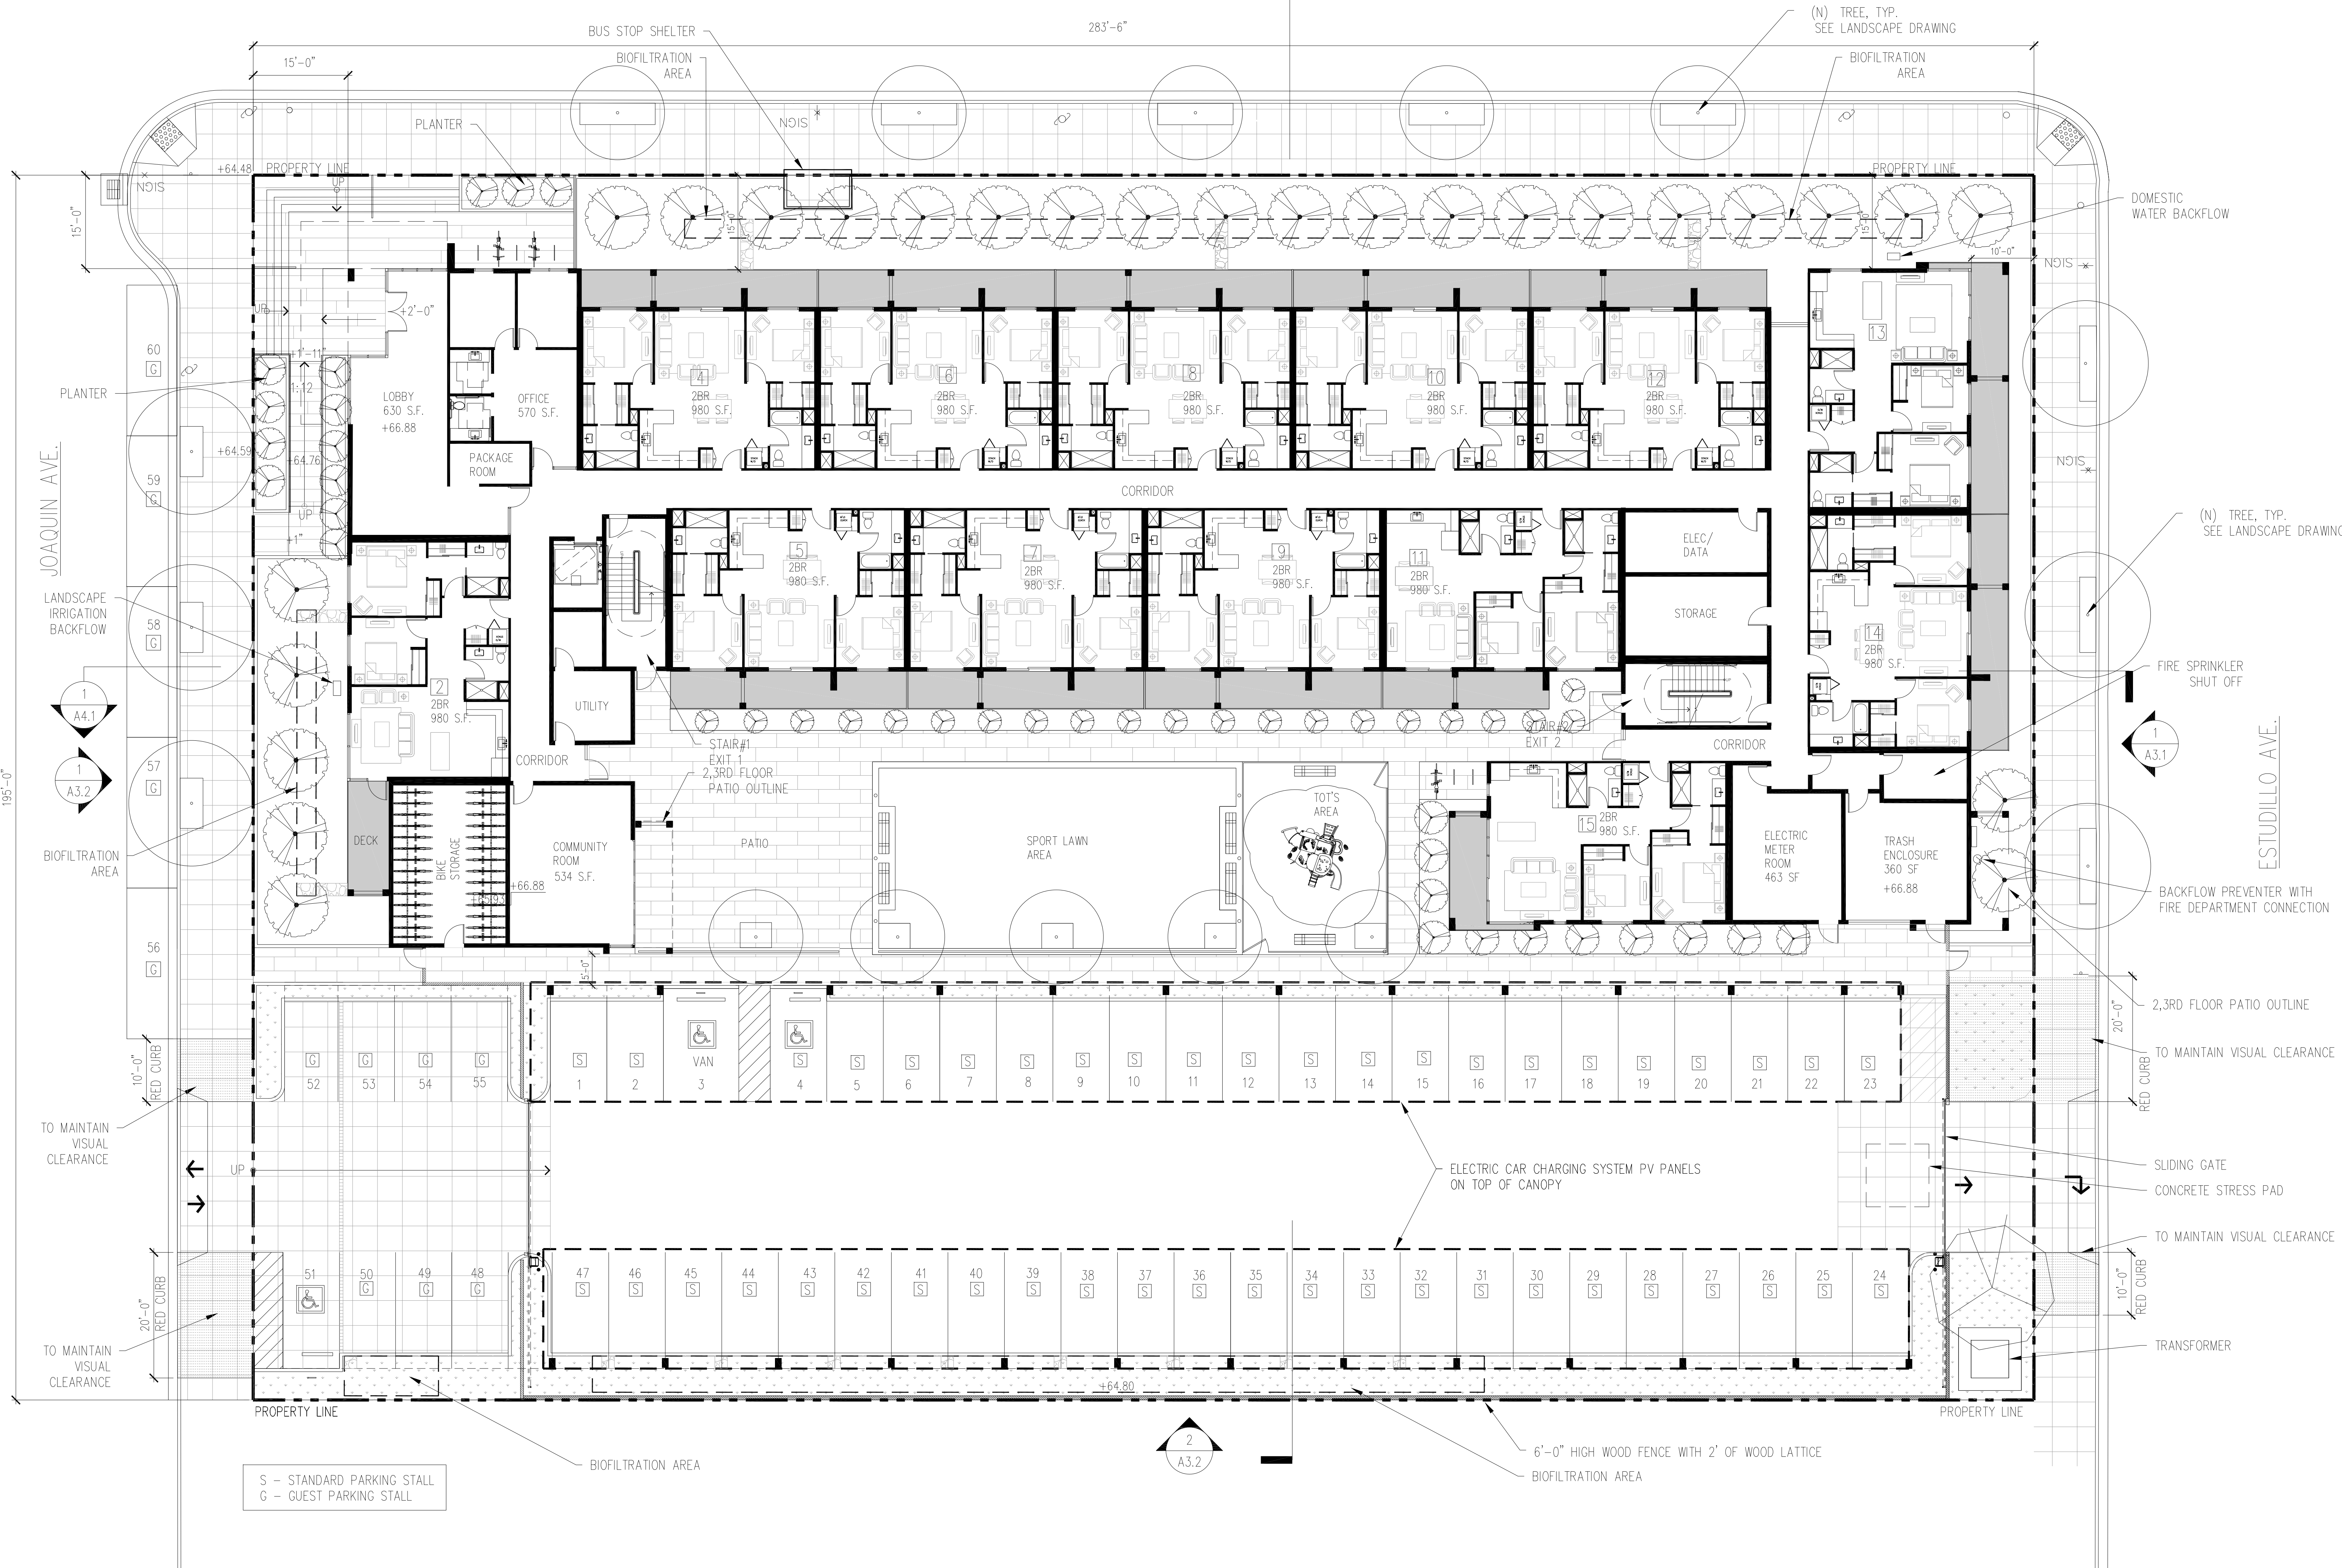 BUS STOP SHELTER
283'-6"
(N) TREE, TYP.
SEE LANDSCAPE DRAWING
15'-0"
BIOFILTRATION
AREA
BIOFILTRATION
AREA
PLANTER
SIGN
PROPERTY LINE
PROPERTY LINE
+64.48
UP
SIGN
15'-0"
15'-0"
15'-0"
DOMESTIC
WATER BACKFLOW
10'-0"
SIGN
UP
+2'-0"
+1'-11"
1:12
60
G
PLANTER
LOBBY
630 S.F.
+66.88
OFFICE
570 S.F.
PACKAGE
ROOM
4
2BR
980 S.F.
6
2BR
980 S.F.
8
2BR
980 S.F.
10
2BR
980 S.F.
12
2BR
980 S.F.
13
SIGN
+64.59
+64.76
UP
+1"
59
G
JOAQUIN AVE.
CORRIDOR
(N) TREE, TYP.
SEE LANDSCAPE DRAWING
5
2BR
980 S.F.
7
2BR
980 S.F.
9
2BR
980 S.F.
11
2BR
980 S.F.
ELEC/
DATA
STORAGE
14
2BR
980 S.F.
LANDSCAPE
IRRIGATION
BACKFLOW
58
G
2
2BR
980 S.F.
UTILITY
FIRE SPRINKLER
SHUT OFF
1
A4.1
1
A3.2
1
A3.1
ESTUDILLO AVE.
195'-0"
57
G
STAIR#1
EXIT 1
2,3RD FLOOR
PATIO OUTLINE
STAIR#2
EXIT 2
CORRIDOR
CORRIDOR
DECK
BIKE
STORAGE
COMMUNITY
ROOM
534 S.F.
+66.88
PATIO
SPORT LAWN
AREA
TOT'S
AREA
15
2BR
980 S.F.
ELECTRIC
METER
ROOM
463 SF
TRASH
ENCLOSURE
360 SF
+66.88
BIOFILTRATION
AREA
BACKFLOW PREVENTER WITH
FIRE DEPARTMENT CONNECTION
56
G
5'-0"
2,3RD FLOOR PATIO OUTLINE
20'-0"
RED CURB
TO MAINTAIN VISUAL CLEARANCE
10'-0"
RED CURB
G G G G
52 53 54 55
S S VAN S S S S S S S S S S S S S S S S S S S S
1 2 3 4 5 6 7 8 9 10 11 12 13 14 15 16 17 18 19 20 21 22 23
TO MAINTAIN
VISUAL
CLEARANCE
UP
ELECTRIC CAR CHARGING SYSTEM PV PANELS
ON TOP OF CANOPY
SLIDING GATE
CONCRETE STRESS PAD
TO MAINTAIN VISUAL CLEARANCE
51 50 49 48
G G G
47 46 45 44 43 42 41 40 39 38 37 36 35 34 33 32 31 30 29 28 27 26 25 24
S S S S S S S S S S S S S S S S S S S S S S S S
10'-0"
RED CURB
20'-0"
RED CURB
TO MAINTAIN
VISUAL
CLEARANCE
TRANSFORMER
+64.80
PROPERTY LINE
PROPERTY LINE
2
A3.2
6'-0" HIGH WOOD FENCE WITH 2' OF WOOD LATTICE
BIOFILTRATION AREA
BIOFILTRATION AREA
S - STANDARD PARKING STALL
G - GUEST PARKING STALL